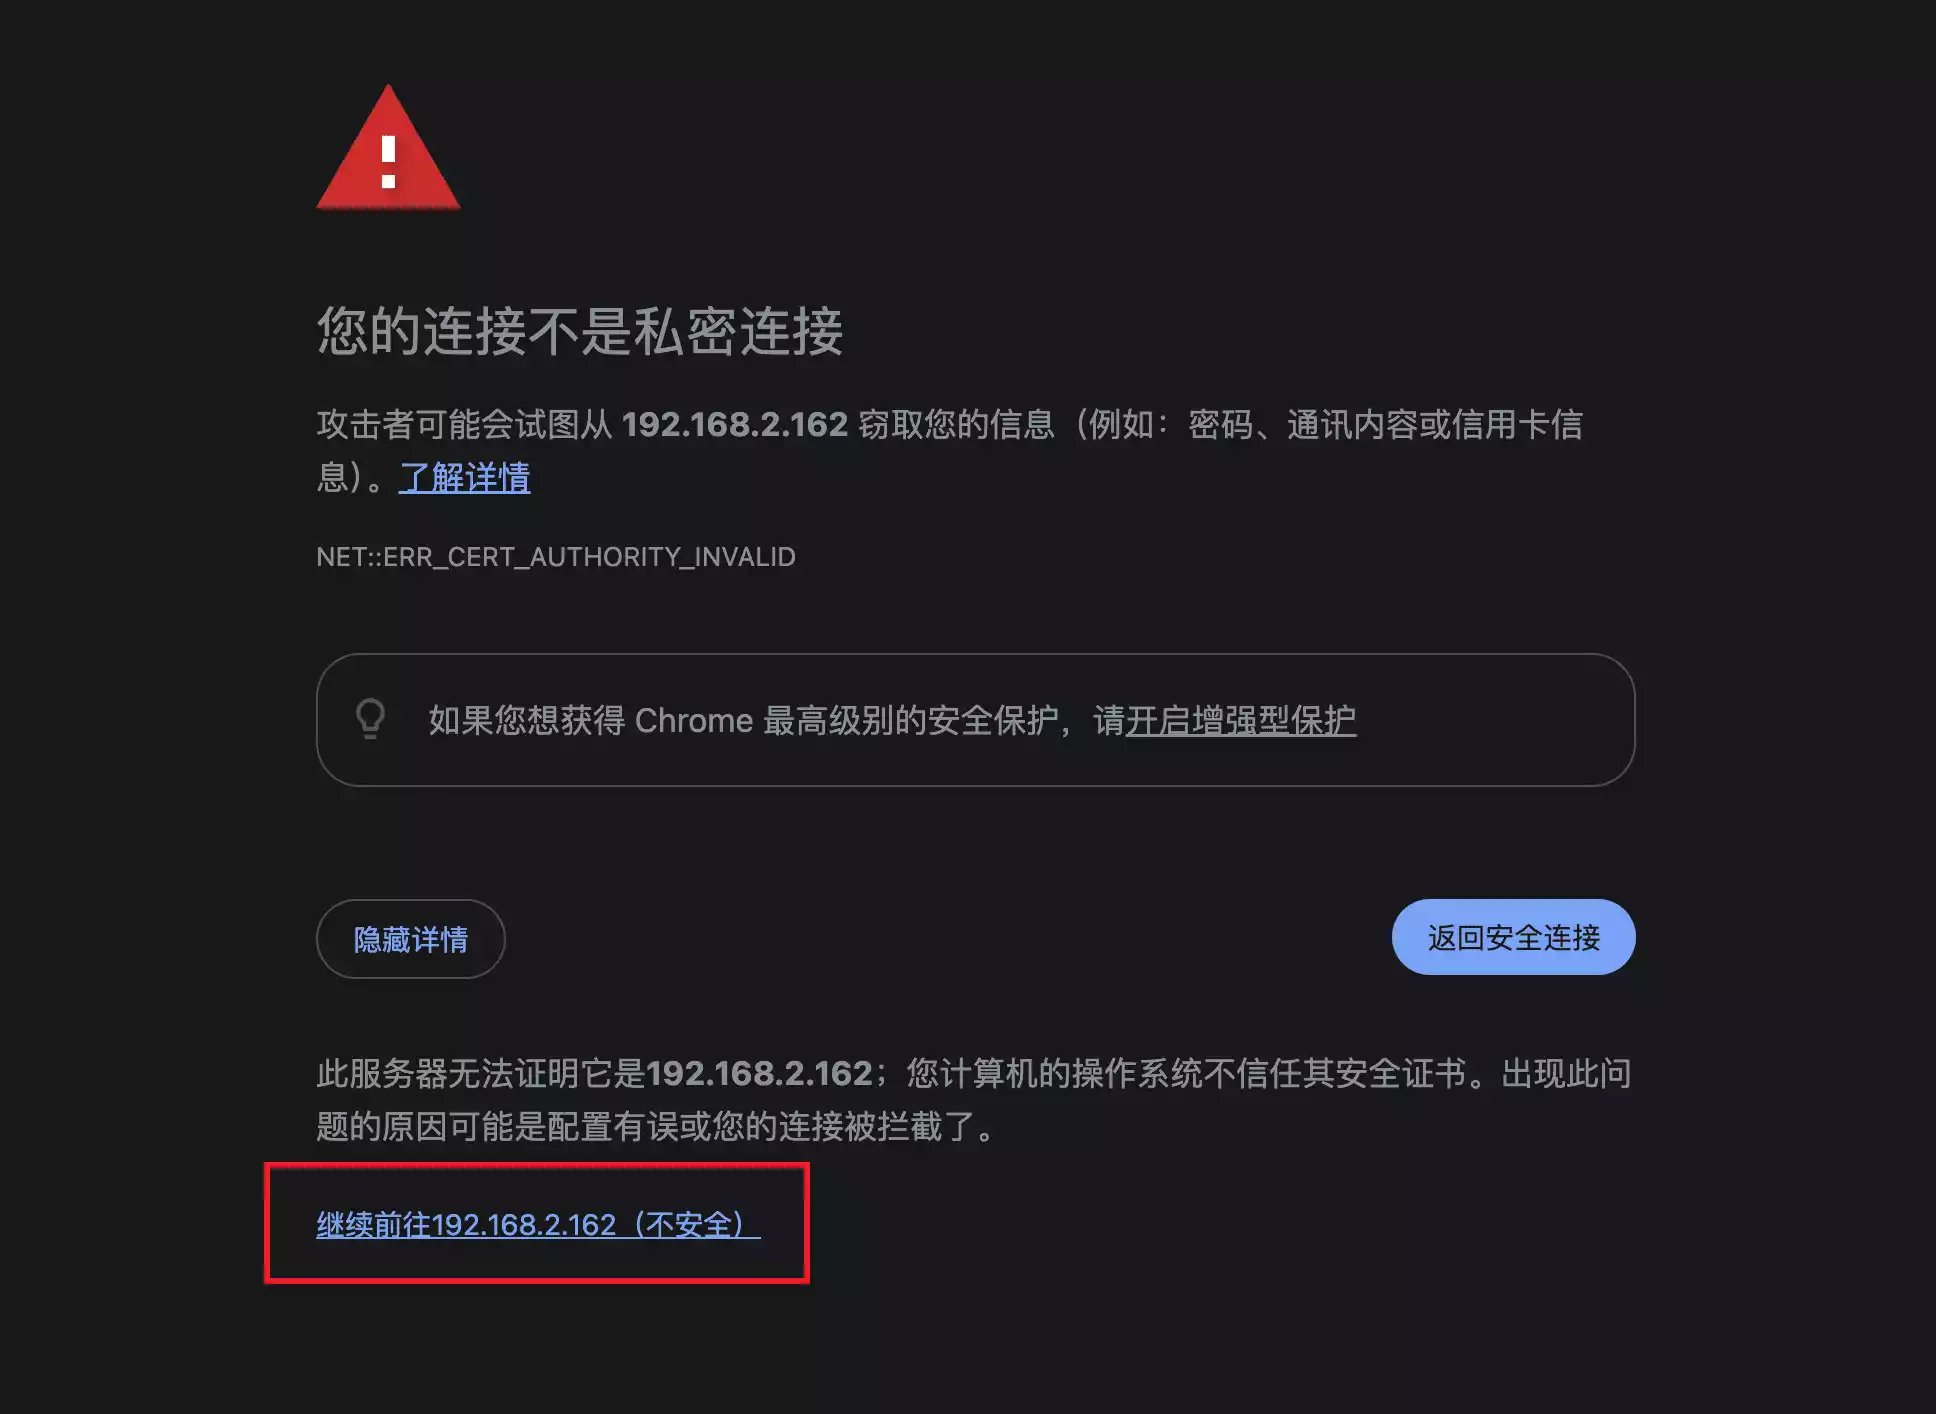 您的连接不是私密连接
攻击者可能会试图从 192.168.2.162 窃取您的信息（例如：密码、通讯内容或信用卡信
息）。了解详情
NET::ERR_CERT_AUTHORITY_INVALID
如果您想获得 Chrome 最高级别的安全保护，请开启增强型保护
隐藏详情
返回安全连接
此服务器无法证明它是192.168.2.162；您计算机的操作系统不信任其安全证书。出现此问
题的原因可能是配置有误或您的连接被拦截了。
继续前往192.168.2.162（不安全）